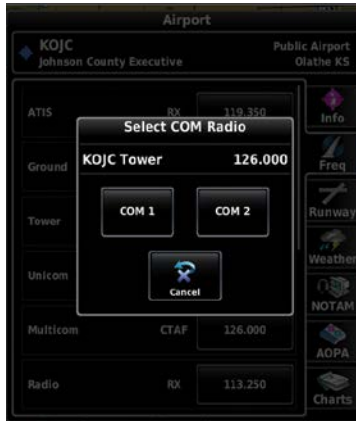 Airport
KOJC
Public Airport
Johnson County Executive
Olathe KS
ATIS RX 119.350
Info
Select COM Radio
KOJC Tower 126.000
Ground
Freq
COM 1 COM 2
Tower
Runway
Weather
Unicom
Cancel
NOTAM
Multicom CTAF 126.000
AOPA
Radio RX 113.250
Charts